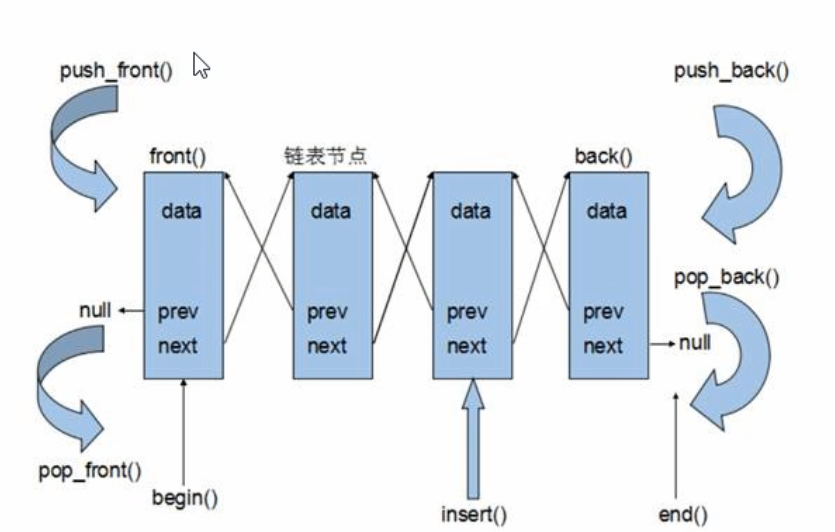 push_front()
push_back()
front()
链表节点
back()
data
data
data
data
pop_back()
null
prev
prev
prev
prev
next
next
next
next
null
pop_front()
begin()
insert()
end()